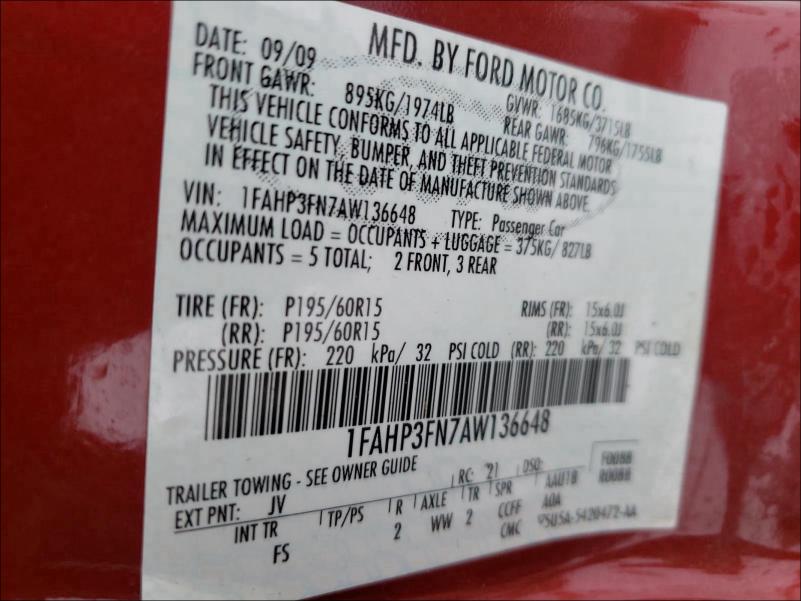 MFD. BY FORD MOTOR CO.
DATE: 09/09 GVWR: 1685KG/3715LB
FRONT GAWR: 895KG/1974LB REAR GAWR: 796KG/1755LB
THIS VEHICLE CONFORMS TO ALL APPLICABLE FEDERAL MOTOR
VEHICLE SAFETY, BUMPER, AND THEFT PREVENTION STANDARDS
IN EFFECT ON THE DATE OF MANUFACTURE SHOWN ABOVE.
VIN: 1FAHP3FN7AW136648 TYPE: Passenger Car
MAXIMUM LOAD = OCCUPANTS + LUGGAGE = 375KG/ 827LB
OCCUPANTS = 5 TOTAL; 2 FRONT, 3 REAR
TIRE (FR): P195/60R15 RIMS (FR): 15x6.0J
(RR): P195/60R15 (RR): 15x6.0J
PRESSURE (FR): 220 kPa/ 32 PSI COLD (RR): 220 kPa/ 32 PSI COLD
1FAHP3FN7AW136648
TRAILER TOWING - SEE OWNER GUIDE
F0088
R0088
EXT PNT: JV RC: 21 DSO:
INT TR TP/PS R AXLE TR SPR AAU1B
FS 2 WW 2 CCFF AOA
CMC